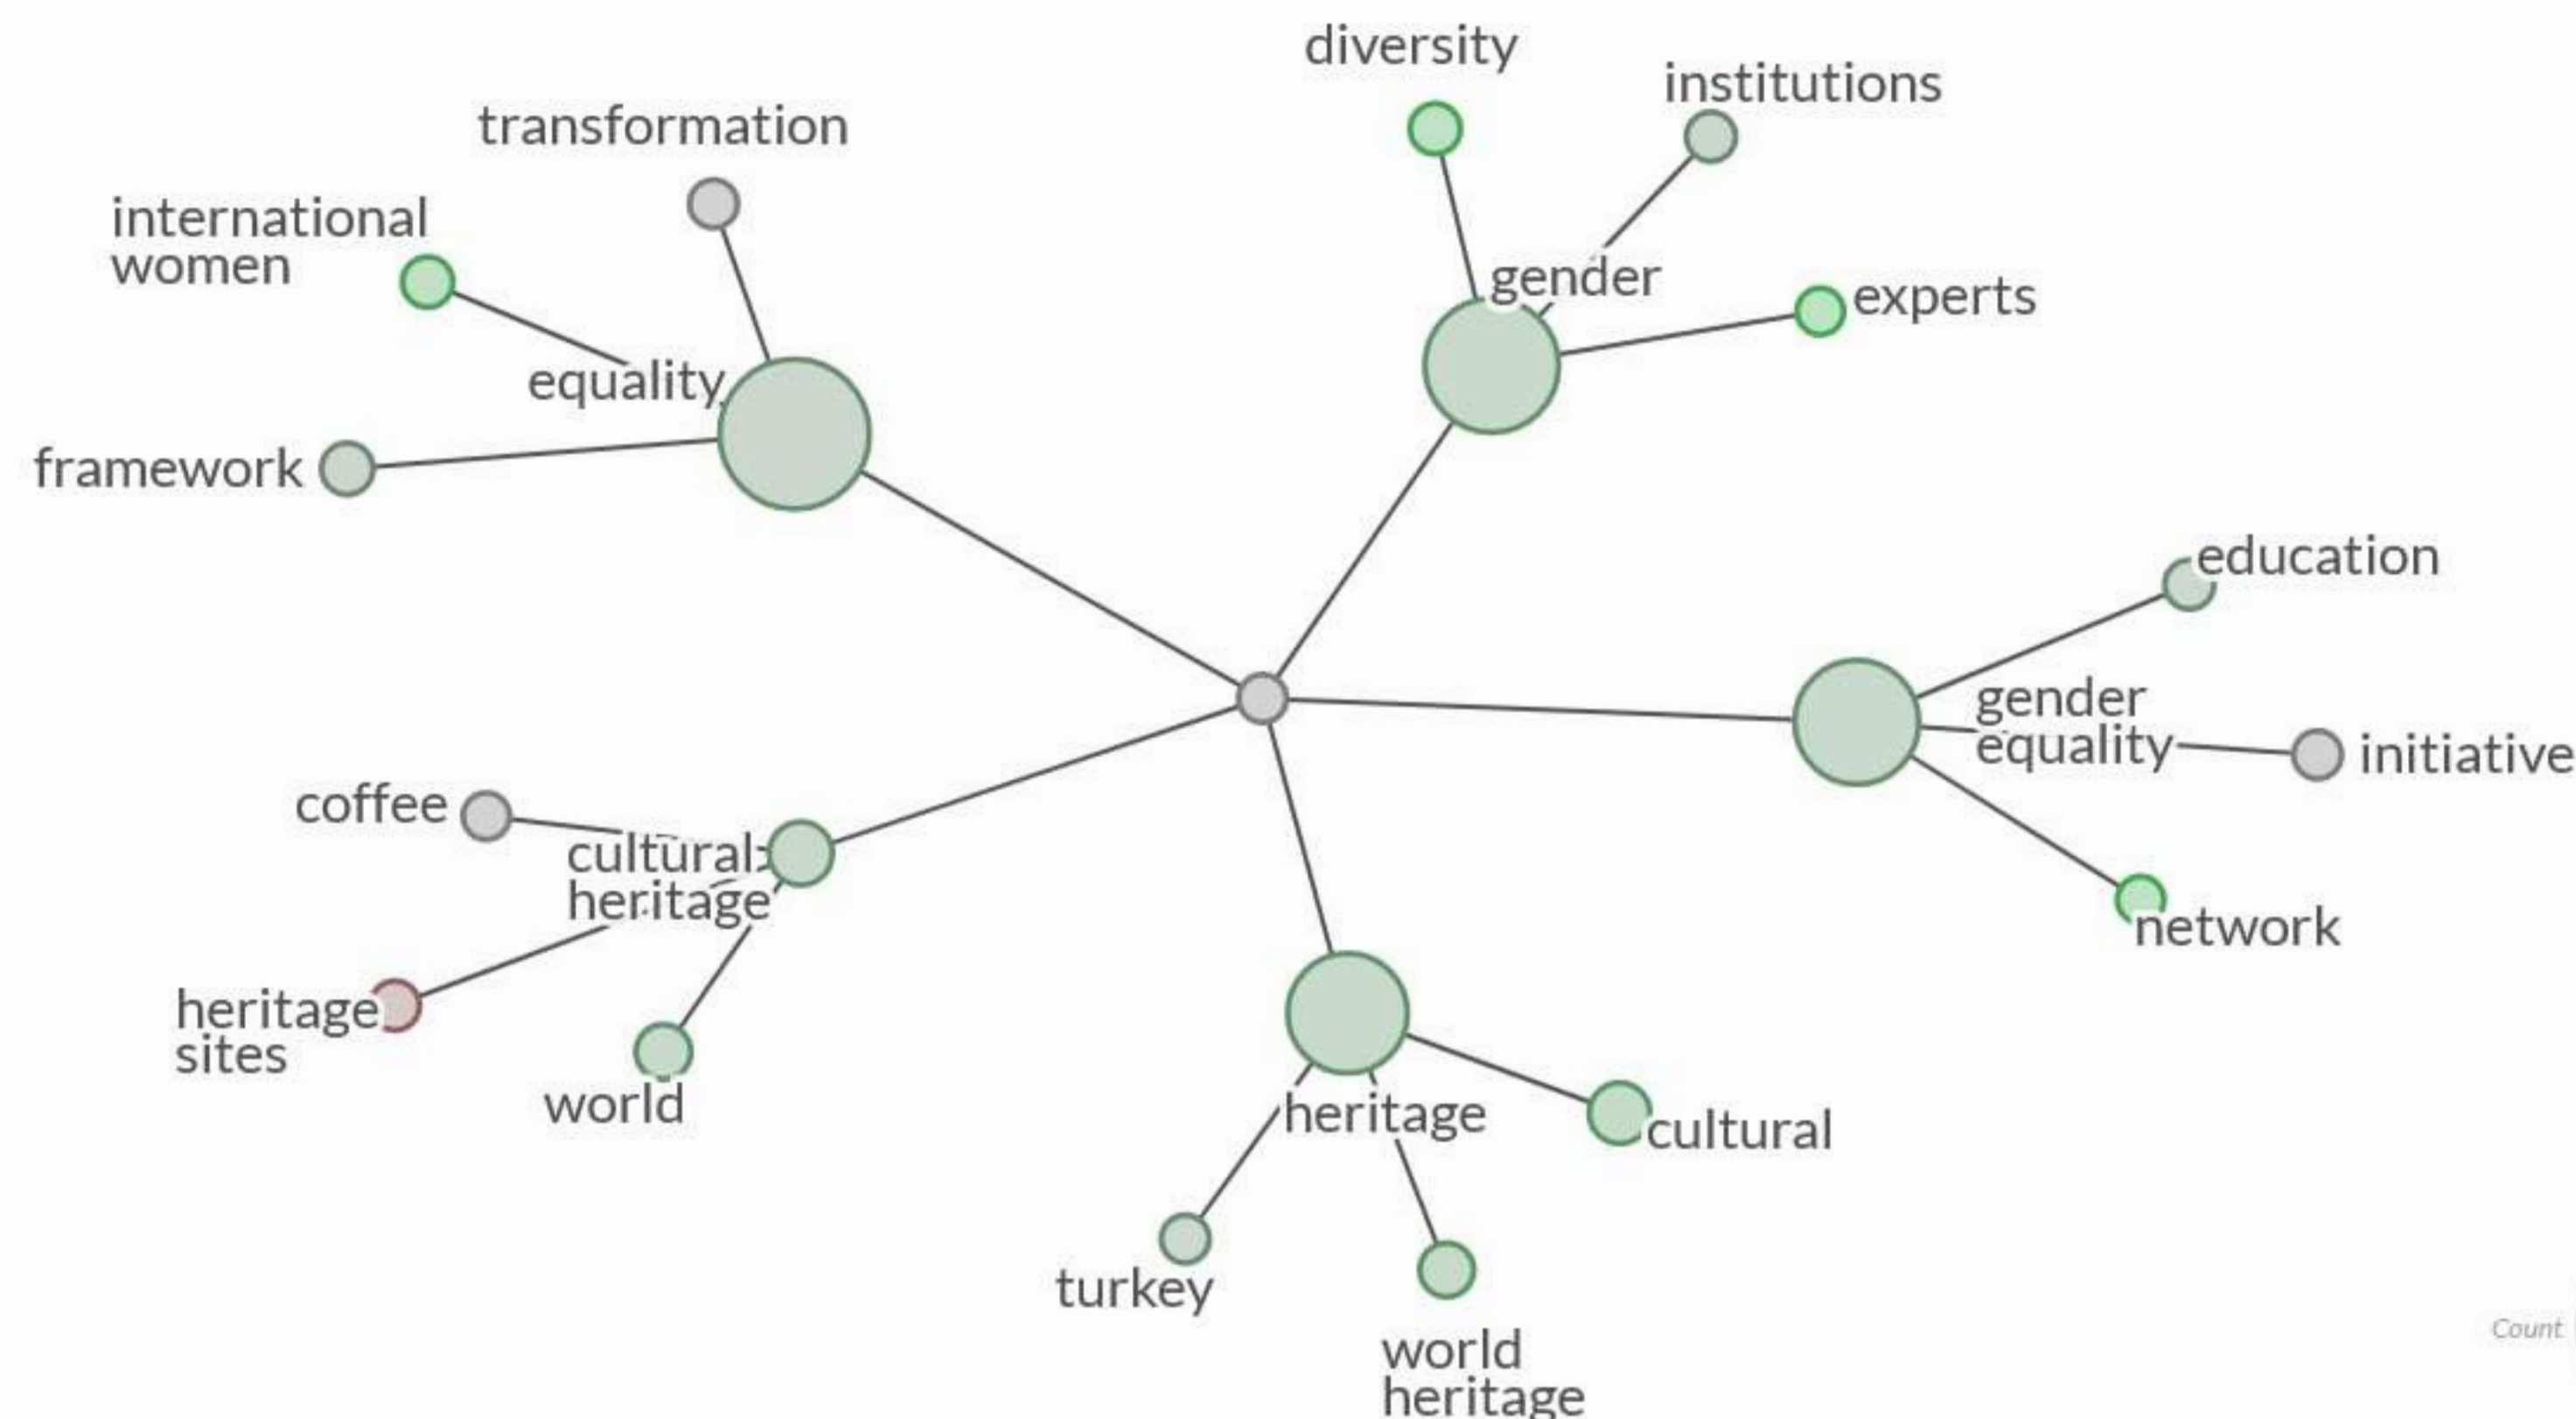 diversity
institutions
transformation
international
women
gender
experts
equality
framework
education
gender
equality
initiative
coffee
cultural
heritage
network
heritage
sites
world
heritage
cultural
turkey
world
heritage
Count